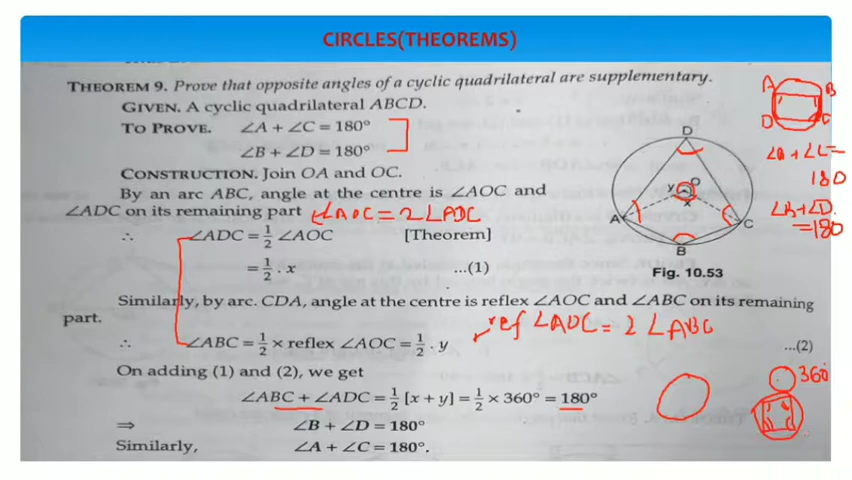 CIRCLES(THEOREMS)
THEOREM 9. Prove that opposite angles of a cyclic quadrilateral are supplementary.
GIVEN. A cyclic quadrilateral ABCD.
TO PROVE. ∠A + ∠C = 180°
∠B + ∠D = 180°
CONSTRUCTION. Join OA and OC.
By an arc ABC, angle at the centre is ∠AOC and
∠ADC on its remaining part ∠AOC = 2∠ADC
∴ ∠ADC = 1/2 ∠AOC [Theorem]
= 1/2 . x ...(1)
Similarly, by arc. CDA, angle at the centre is reflex ∠AOC and ∠ABC on its remaining
part.
ref ∠AOC = 2 ∠ABC
∴ ∠ABC = 1/2 × reflex ∠AOC = 1/2 . y ...(2)
On adding (1) and (2), we get
∠ABC + ∠ADC = 1/2 [x + y] = 1/2 × 360° = 180°
⇒ ∠B + ∠D = 180°
Similarly, ∠A + ∠C = 180°.
D
O
y
x
A
C
B
Fig. 10.53
A B
D C
∠A + ∠C =
180
∠B + ∠D.
= 180
360°